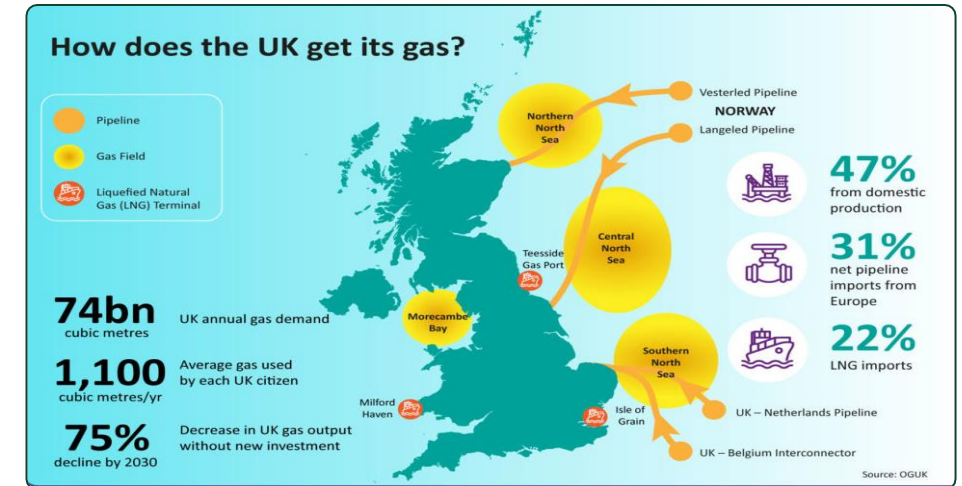 How does the UK get its gas?
Pipeline
Gas Field
Liquefied Natural
Gas (LNG) Terminal
74bn
cubic metres
UK annual gas demand
1,100
cubic metres/yr
Average gas used
by each UK citizen
75%
decline by 2030
Decrease in UK gas output
without new investment
Northern
North
Sea
Vesterled Pipeline
NORWAY
Langeled Pipeline
Central
North
Sea
Teesside
Gas Port
Morecambe
Bay
Southern
North
Sea
Milford
Haven
Isle of
Grain
UK – Netherlands Pipeline
UK – Belgium Interconnector
47%
from domestic
production
31%
net pipeline
imports from
Europe
22%
LNG imports
Source: OGUK